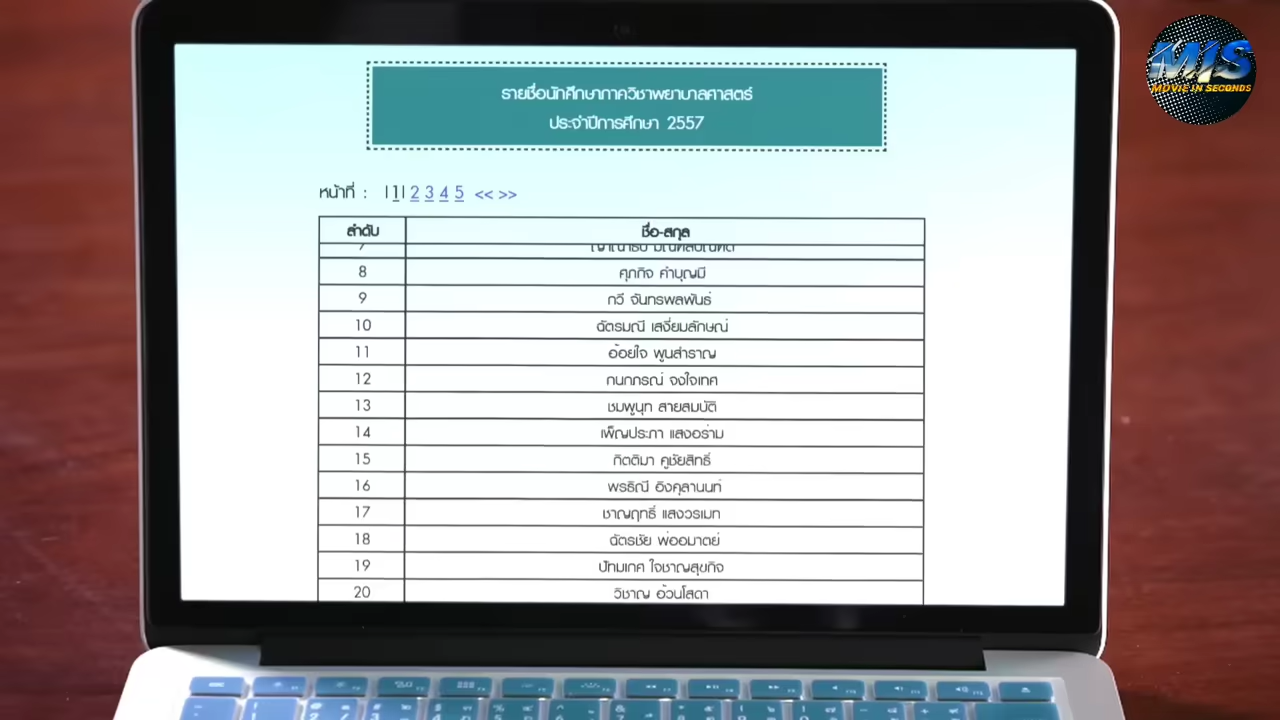 MIS
MOVIE IN SECONDS
รายชื่อนักศึกษาภาควิชาพยาบาลศาสตร์
ประจำปีการศึกษา 2557
หน้าที่ : |1| 2 3 4 5 << >>
ลำดับ ชื่อ-สกุล
7
8 ศุภกิจ คำบุญมี
9 กวี จันทรพลพันธ์
10 ฉัตรมณี เสงี่ยมลักษณ์
11 อ้อยใจ พูนสำราญ
12 กนกภรณ์ จงใจเทศ
13 ชมพูนุท สายสมบัติ
14 เพ็ญประภา แสงอร่าม
15 กิตติมา คูชัยสิทธิ์
16 พรธิณี อิงคุลานนท์
17 ชาญฤทธิ์ แสงวรเมท
18 ฉัตรชัย พ่ออมาตย์
19 ปัทมเกศ ใจชาญสุขกิจ
20 วิชาญ อ้วนโสดา